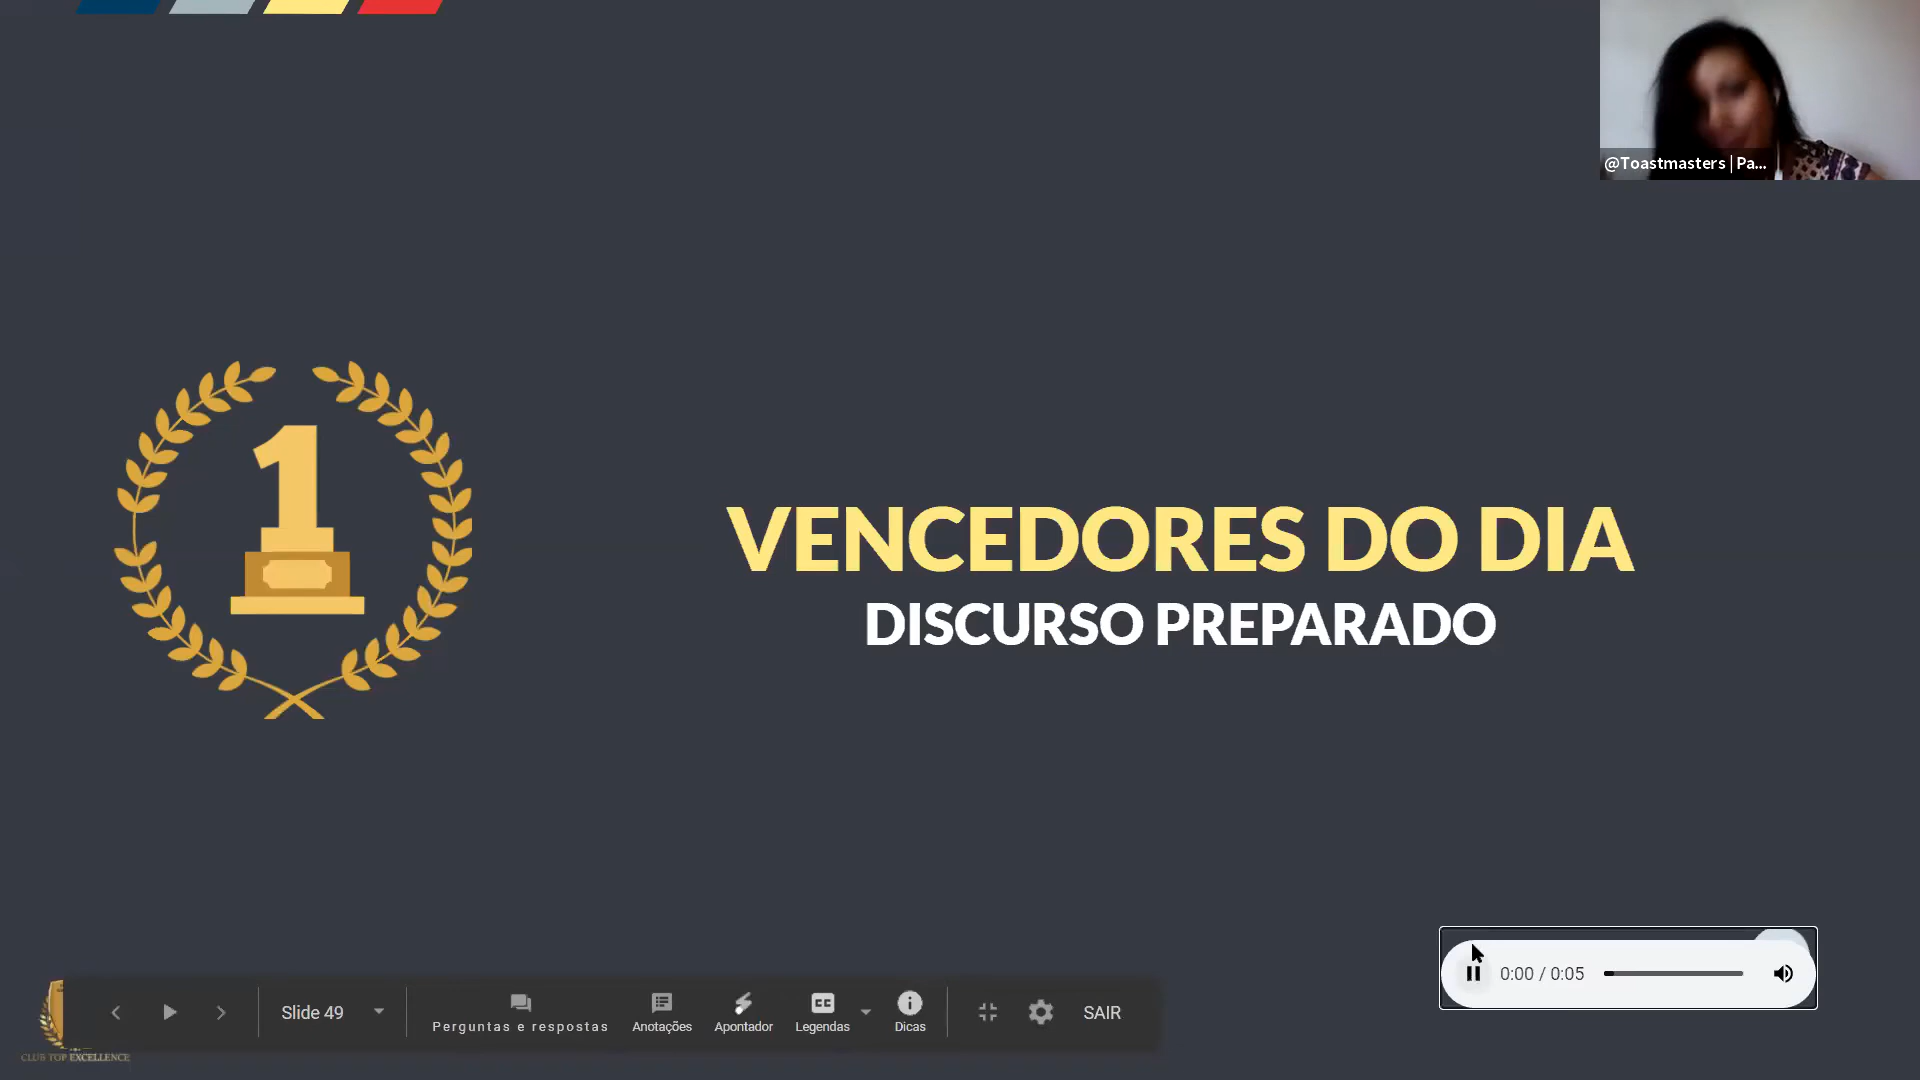 @Toastmasters | Pa...
1
VENCEDORES DO DIA
DISCURSO PREPARADO
0:00 / 0:05
Slide 49
Perguntas e respostas
Anotações
Apontador
CC
Legendas
Dicas
SAIR
CLUB TOP EXCELLENCE